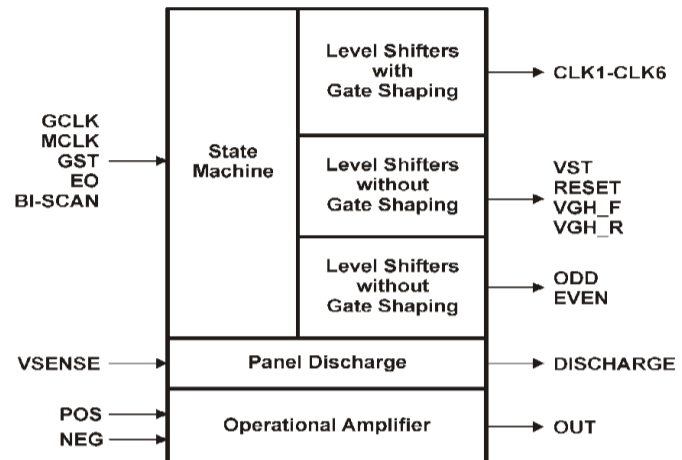 GCLK
MCLK
GST
EO
BI-SCAN
State
Machine
Level Shifters
with
Gate Shaping
CLK1-CLK6
Level Shifters
without
Gate Shaping
VST
RESET
VGH_F
VGH_R
Level Shifters
without
Gate Shaping
ODD
EVEN
VSENSE
Panel Discharge
DISCHARGE
POS
NEG
Operational Amplifier
OUT